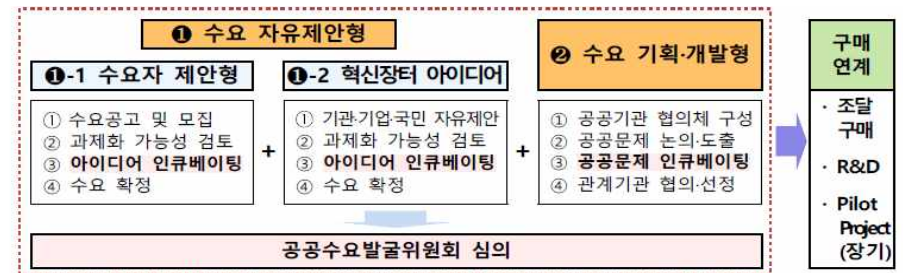 ❶ 수요 자유제안형
❶-1 수요자 제안형
① 수요공고 및 모집
② 과제화 가능성 검토
③ 아이디어 인큐베이팅
④ 수요 확정
+
❶-2 혁신장터 아이디어
① 기관·기업·국민 자유제안
② 과제화 가능성 검토
③ 아이디어 인큐베이팅
④ 수요 확정
+
❷ 수요 기획·개발형
① 공공기관 협의체 구성
② 공공문제 논의·도출
③ 공공문제 인큐베이팅
④ 관계기관 협의·선정
공공수요발굴위원회 심의
구매
연계
· 조달
구매
· R&D
· Pilot
Project
(장기)